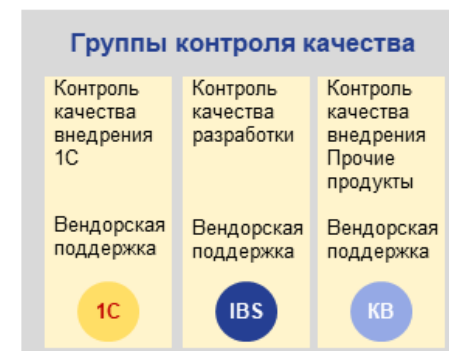 Группы контроля качества
Контроль
качества
внедрения
1С
Вендорская
поддержка
1С
Контроль
качества
разработки
Вендорская
поддержка
IBS
Контроль
качества
внедрения
Прочие
продукты
Вендорская
поддержка
КВ